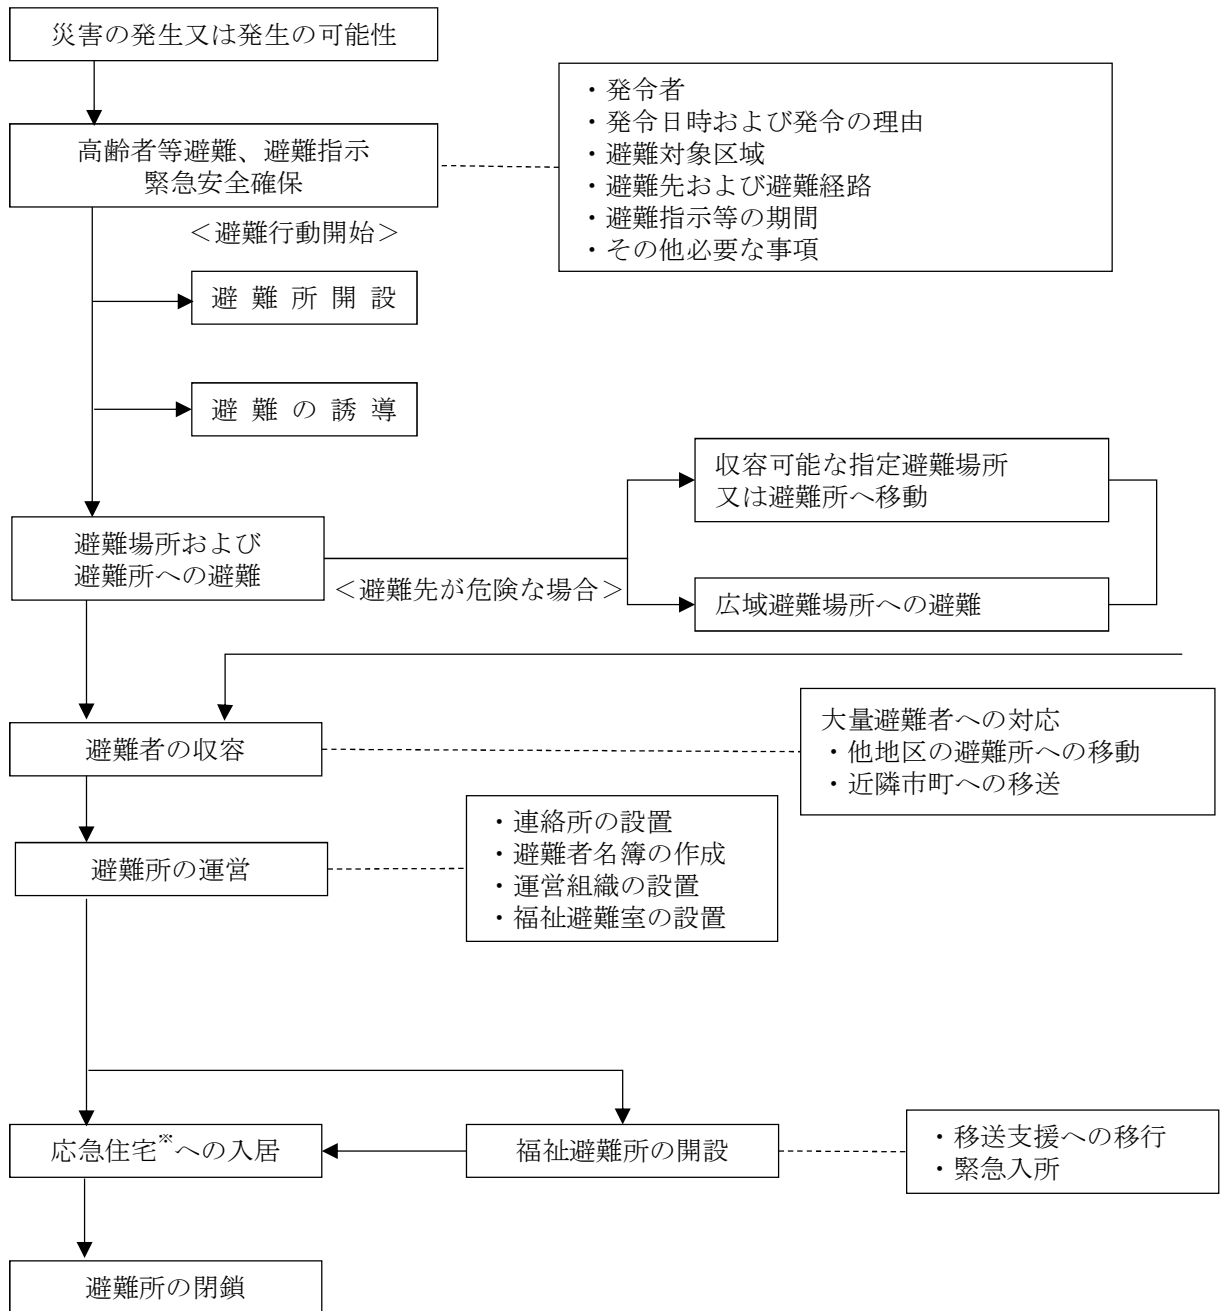 災害の発生又は発生の可能性
・発令者
・発令日時および発令の理由
・避難対象区域
・避難先および避難経路
・避難指示等の期間
・その他必要な事項
高齢者等避難、避難指示
緊急安全確保
＜避難行動開始＞
避難所開設
避難の誘導
収容可能な指定避難場所
又は避難所へ移動
避難場所および
避難所への避難
＜避難先が危険な場合＞
広域避難場所への避難
避難者の収容
大量避難者への対応
・他地区の避難所への移動
・近隣市町への移送
避難所の運営
・連絡所の設置
・避難者名簿の作成
・運営組織の設置
・福祉避難室の設置
応急住宅※への入居
福祉避難所の開設
・移送支援への移行
・緊急入所
避難所の閉鎖